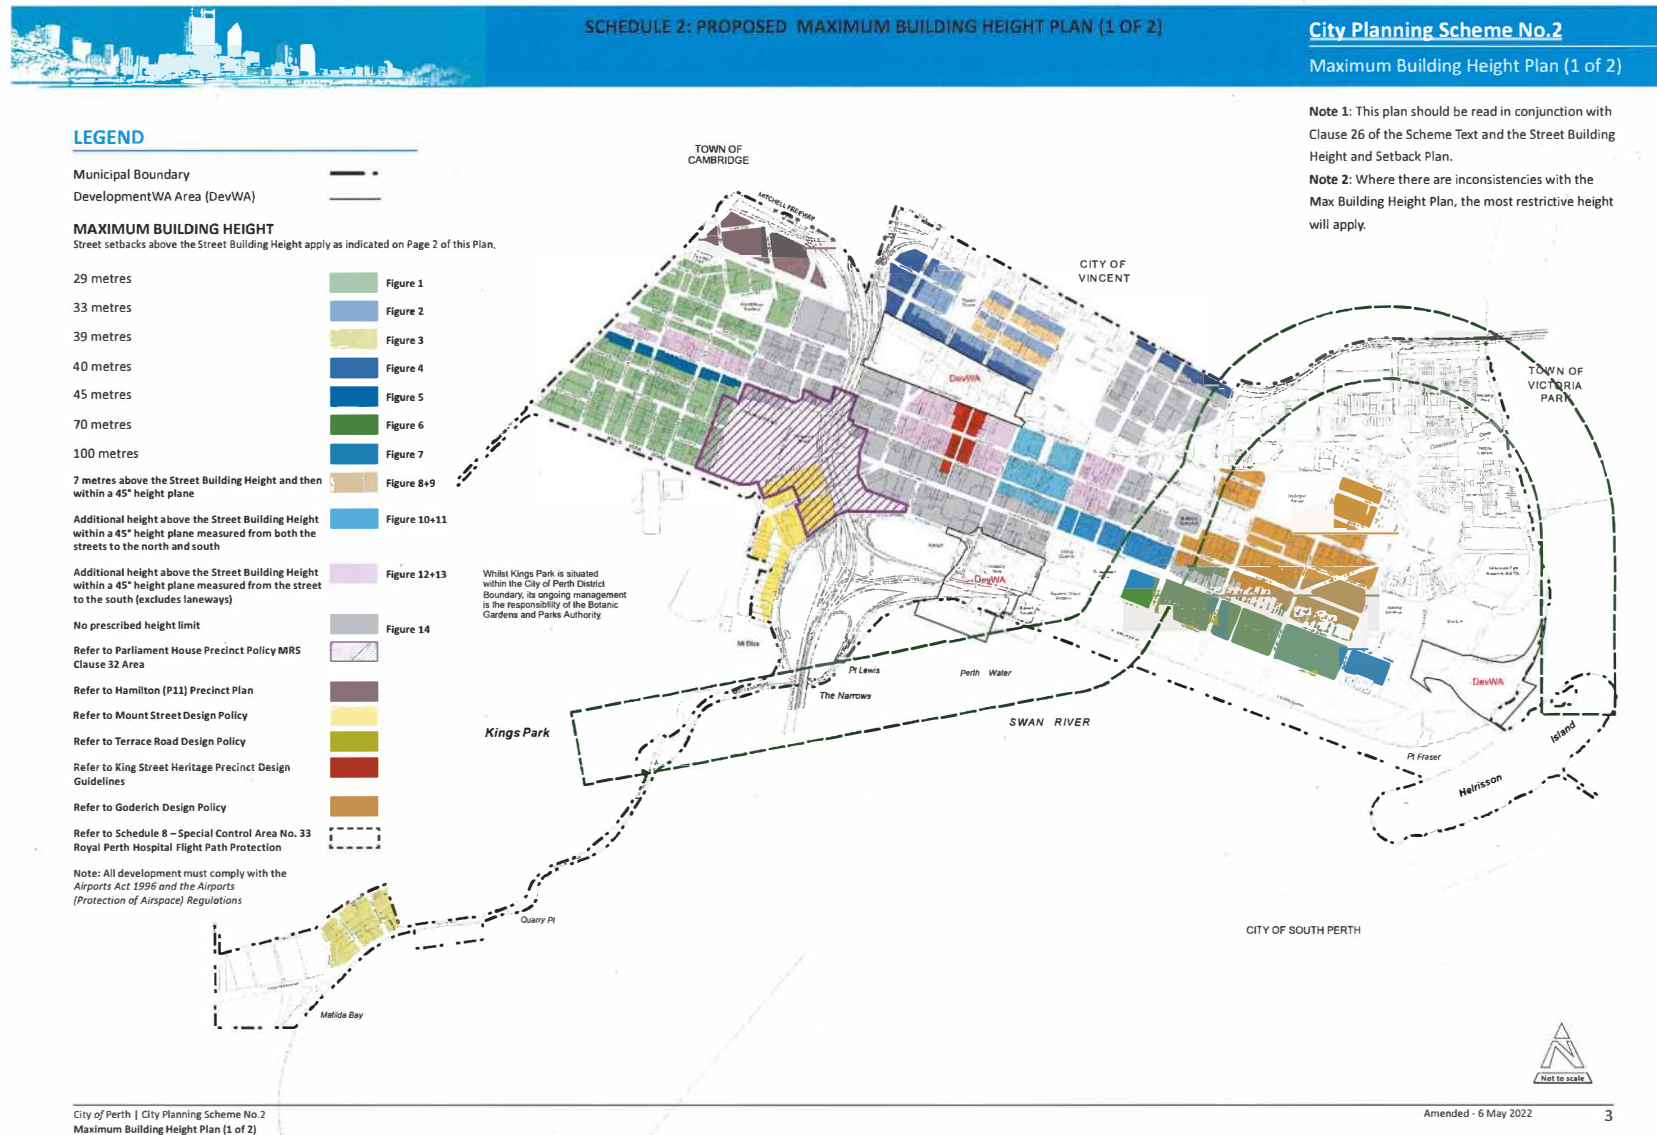 SCHEDULE 2: PROPOSED MAXIMUM BUILDING HEIGHT PLAN (1 OF 2)
City Planning Scheme No.2
Maximum Building Height Plan (1 of 2)
Note 1: This plan should be read in conjunction with
Clause 26 of the Scheme Text and the Street Building
Height and Setback Plan.
Note 2: Where there are inconsistencies with the
Max Building Height Plan, the most restrictive height
will apply.
LEGEND
Municipal Boundary
DevelopmentWA Area (DevWA)
MAXIMUM BUILDING HEIGHT
Street setbacks above the Street Building Height apply as indicated on Page 2 of this Plan.
29 metres
Figure 1
33 metres
Figure 2
39 metres
Figure 3
40 metres
Figure 4
45 metres
Figure 5
70 metres
Figure 6
100 metres
Figure 7
7 metres above the Street Building Height and then
within a 45° height plane
Figure 8+9
Additional height above the Street Building Height
within a 45° height plane measured from both the
streets to the north and south
Figure 10+11
Additional height above the Street Building Height
within a 45° height plane measured from the street
to the south (excludes laneways)
Figure 12+13
No prescribed height limit
Figure 14
Refer to Parliament House Precinct Policy MRS
Clause 32 Area
Refer to Hamilton (P11) Precinct Plan
Refer to Mount Street Design Policy
Refer to Terrace Road Design Policy
Refer to King Street Heritage Precinct Design
Guidelines
Refer to Goderich Design Policy
Refer to Schedule 8 – Special Control Area No. 33
Royal Perth Hospital Flight Path Protection
Note: All development must comply with the
Airports Act 1996 and the Airports
(Protection of Airspace) Regulations
TOWN OF
CAMBRIDGE
MITCHELL FREEWAY
CITY OF
VINCENT
TOWN OF
VICTORIA
PARK
DevWA
DevWA
DevWA
Whilst Kings Park is situated
within the City of Perth District
Boundary, its ongoing management
is the responsibility of the Botanic
Gardens and Parks Authority
Mt Eliza
Pt Lewis
The Narrows
Perth Water
SWAN RIVER
Kings Park
Pt Fraser
Heirisson
Island
Quarry Pt
Matilda Bay
CITY OF SOUTH PERTH
N
Not to scale
City of Perth | City Planning Scheme No.2
Maximum Building Height Plan (1 of 2)
Amended - 6 May 2022
3